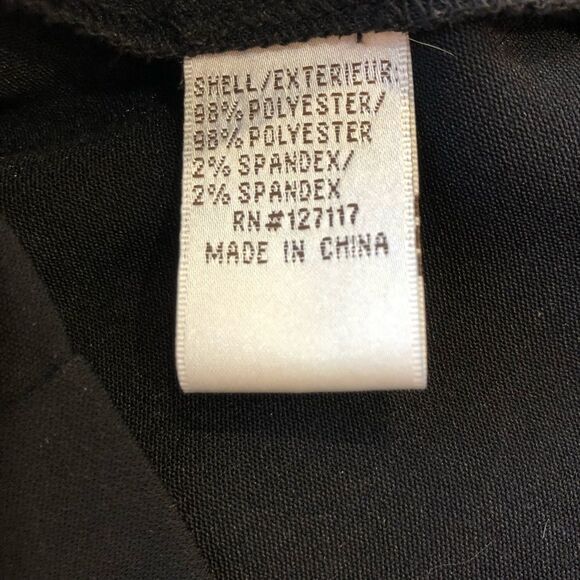 SHELL/EXTERIEUR
98% POLYESTER/
98% POLYESTER
2% SPANDEX/
2% SPANDEX
RN#127117
MADE IN CHINA